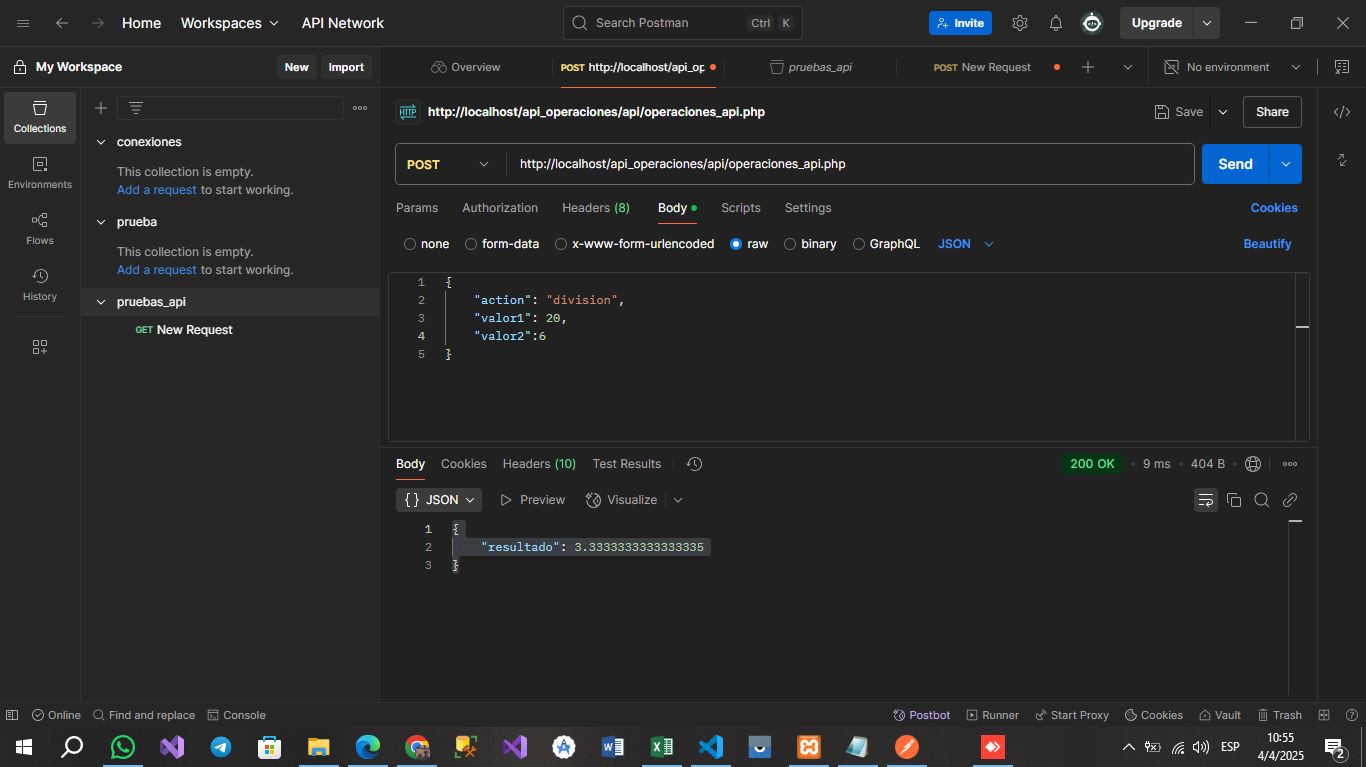 Home
Workspaces
API Network
Search Postman
Ctrl
K
Invite
Upgrade
My Workspace
New
Import
Overview
POST http://localhost/api_op
pruebas_api
POST New Request
No environment
Collections
Environments
Flows
History
conexiones
This collection is empty.
Add a request to start working.
prueba
This collection is empty.
Add a request to start working.
pruebas_api
GET New Request
HTTP
http://localhost/api_operaciones/api/operaciones_api.php
Save
Share
POST
http://localhost/api_operaciones/api/operaciones_api.php
Send
Params
Authorization
Headers (8)
Body
Scripts
Settings
Cookies
none
form-data
x-www-form-urlencoded
raw
binary
GraphQL
JSON
Beautify
1 {
2 "action": "division",
3 "valor1": 20,
4 "valor2":6
5 }
Body
Cookies
Headers (10)
Test Results
200 OK
9 ms
404 B
{} JSON
Preview
Visualize
1 {
2 "resultado": 3.3333333333333335
3 }
Online
Find and replace
Console
Postbot
Runner
Start Proxy
Cookies
Vault
Trash
ESP
10:55
4/4/2025
2